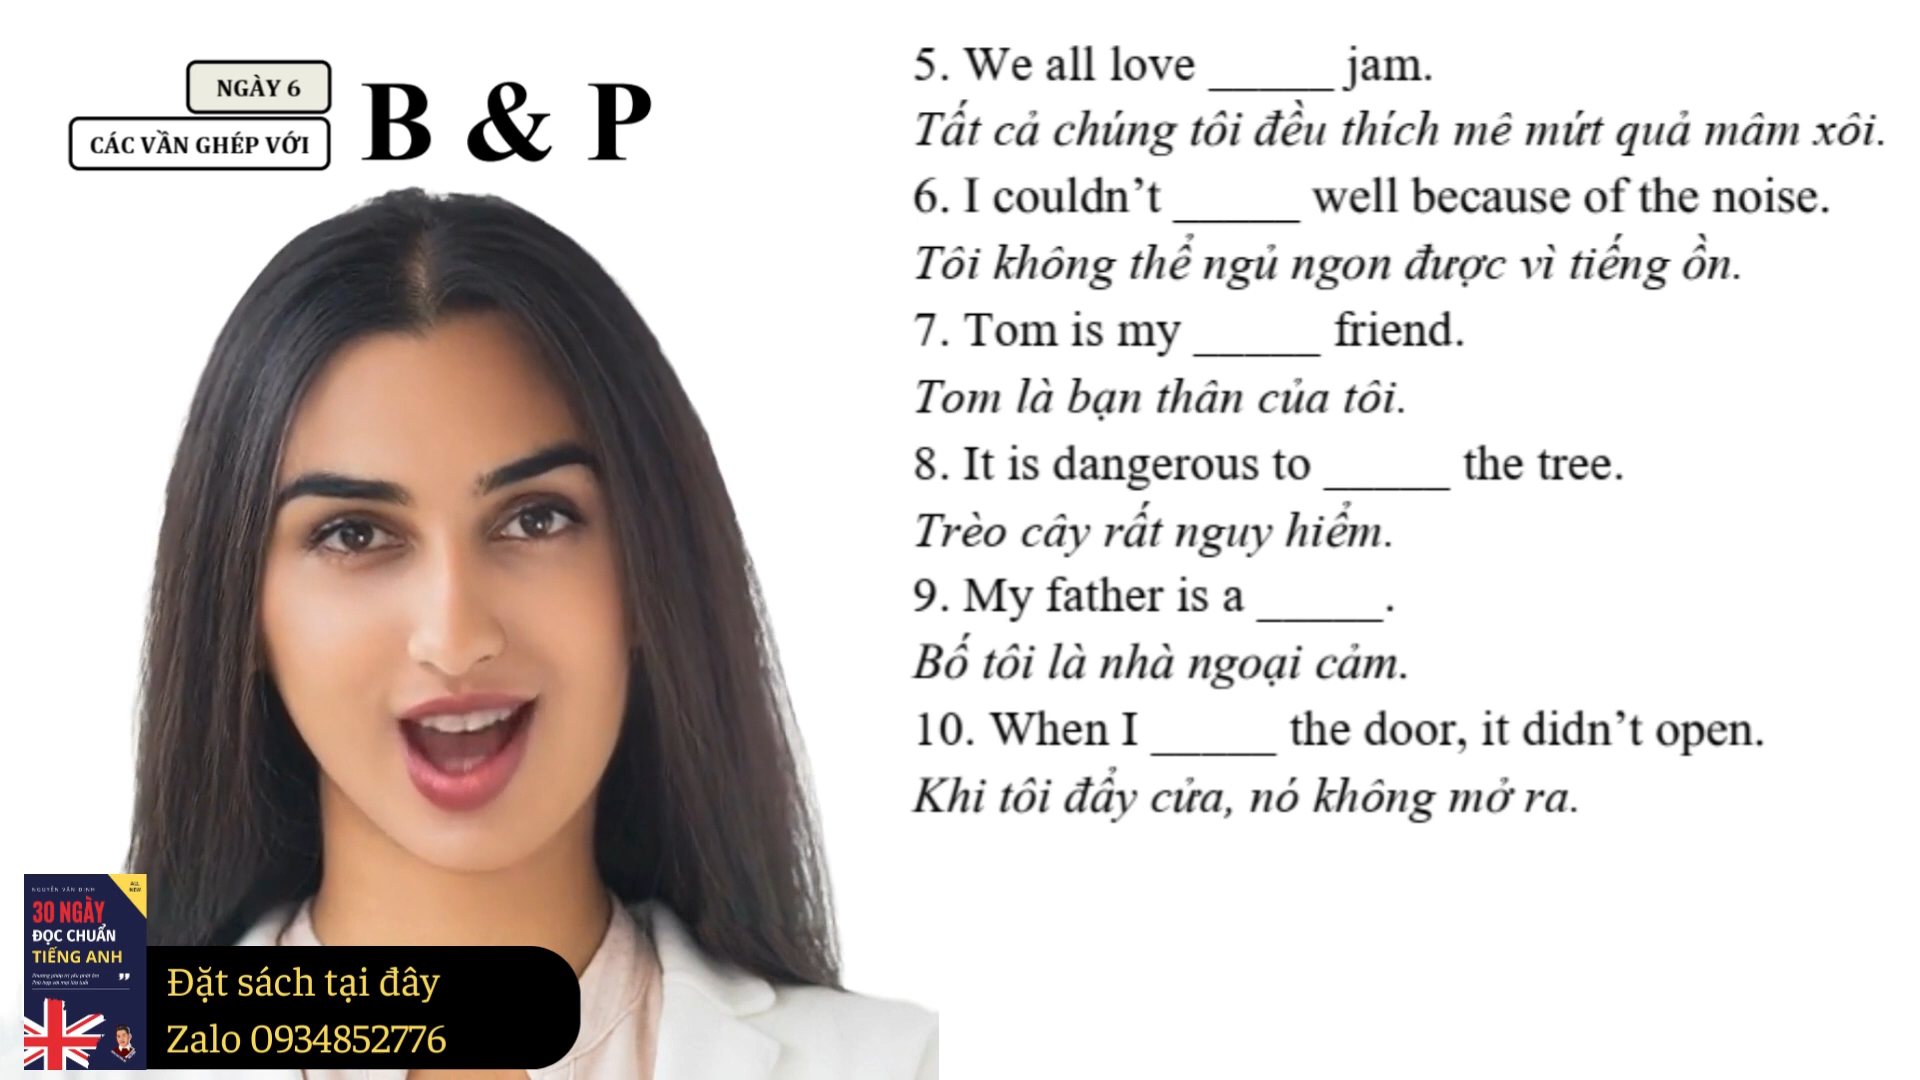 NGÀY 6
CÁC VẦN GHÉP VỚI
B & P
5. We all love _____ jam.
Tất cả chúng tôi đều thích mê mứt quả mâm xôi.
6. I couldn’t _____ well because of the noise.
Tôi không thể ngủ ngon được vì tiếng ồn.
7. Tom is my _____ friend.
Tom là bạn thân của tôi.
8. It is dangerous to _____ the tree.
Trèo cây rất nguy hiểm.
9. My father is a _____.
Bố tôi là nhà ngoại cảm.
10. When I _____ the door, it didn’t open.
Khi tôi đẩy cửa, nó không mở ra.
NGUYỄN VĂN ĐỊNH
ALL
NEW
30 NGÀY
ĐỌC CHUẨN
TIẾNG ANH
Đặt sách tại đây
Zalo 0934852776